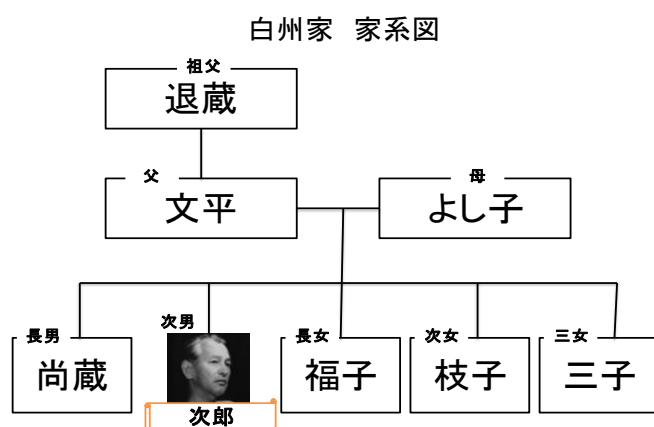 白州家 家系図
祖父
退蔵
父
文平
母
よし子
長男
尚蔵
次男
次郎
長女
福子
次女
枝子
三女
三子